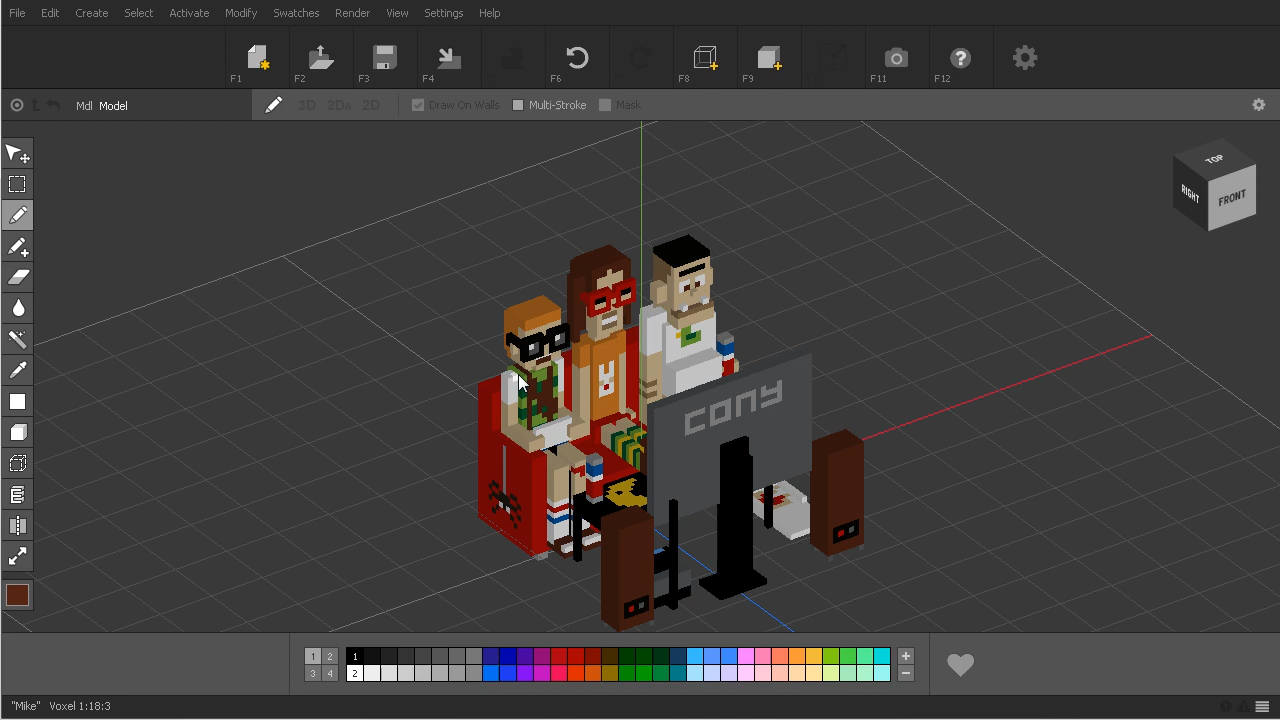 File Edit Create Select Activate Modify Swatches Render View Settings Help
F1 F2 F3 F4 F6 F8 F9 F11 F12
Mdl Model 3D 2DA 2D Draw On Walls Multi-Stroke Mask
TOP
RIGHT FRONT
cony
1 2 1
3 4 2
"Mike" Voxel 1:18:3